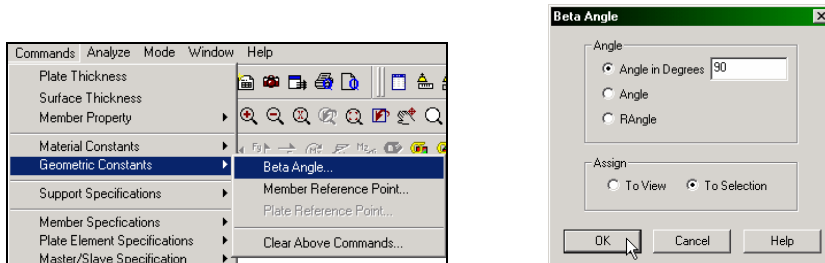 Commands Analyze Mode Window Help
Plate Thickness
Surface Thickness
Member Property
Material Constants
Geometric Constants
Support Specifications
Member Specfications
Plate Element Specifications
Master/Slave Specification
Beta Angle...
Member Reference Point...
Plate Reference Point...
Clear Above Commands...
Beta Angle
Angle
Angle in Degrees 90
Angle
RAngle
Assign
To View To Selection
OK Cancel Help